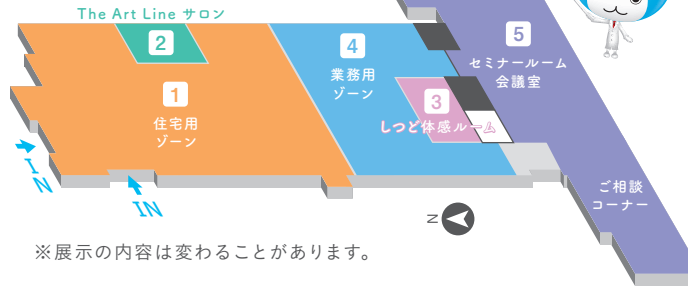 The Art Line サロン
2
1
住宅用
ゾーン
4
業務用
ゾーン
3
しつど体感ルーム
5
セミナールーム
会議室
ご相談
コーナー
IN
IN
N
※展示の内容は変わることがあります。